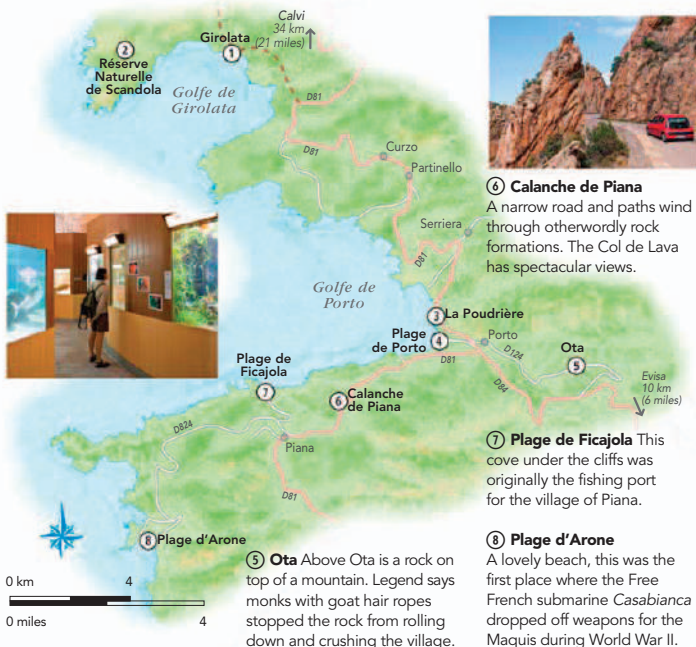 Calvi
34 km
(21 miles)
Girolata
1
2
Réserve
Naturelle
de Scandola
Golfe de
Girolata
D81
D81
Curzo
Partinello
Serriera
D81
Golfe de
Porto
3 La Poudrière
Plage
de Porto
4
Porto
D81
D124
Ota
5
D84
Evisa
10 km
(6 miles)
Plage de
Ficajola
7
6
Calanche
de Piana
D824
Piana
D81
8 Plage d'Arone
0 km 4
0 miles 4
6 Calanche de Piana
A narrow road and paths wind
through otherwordly rock
formations. The Col de Lava
has spectacular views.
7 Plage de Ficajola This
cove under the cliffs was
originally the fishing port
for the village of Piana.
5 Ota Above Ota is a rock on
top of a mountain. Legend says
monks with goat hair ropes
stopped the rock from rolling
down and crushing the village.
8 Plage d'Arone
A lovely beach, this was the
first place where the Free
French submarine Casabianca
dropped off weapons for the
Maquis during World War II.